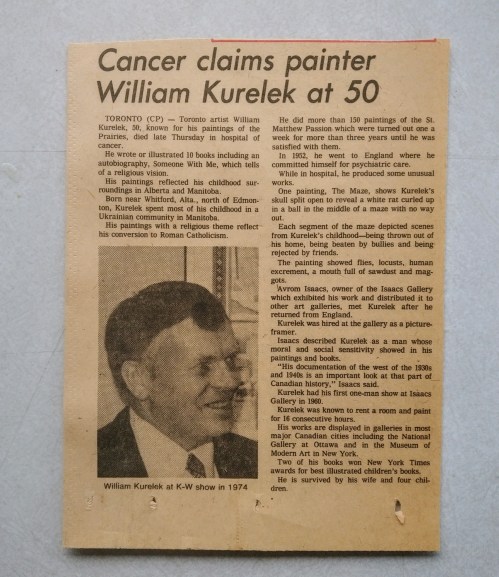 Cancer claims painter
William Kurelek at 50
TORONTO (CP) — Toronto artist William
Kurelek, 50, known for his paintings of the
Prairies, died late Thursday in hospital of
cancer.
He wrote or illustrated 10 books including an
autobiography, Someone With Me, which tells
of a religious vision.
His paintings reflected his childhood sur-
roundings in Alberta and Manitoba.
Born near Whitford, Alta., north of Edmon-
ton, Kurelek spent most of his childhood in a
Ukrainian community in Manitoba.
His paintings with a religious theme reflect
his conversion to Roman Catholicism.
William Kurelek at K-W show in 1974
He did more than 150 paintings of the St.
Matthew Passion which were turned out one a
week for more than three years until he was
satisfied with them.
In 1952, he went to England where he
committed himself for psychiatric care.
While in hospital, he produced some unusual
works.
One painting, The Maze, shows Kurelek's
skull split open to reveal a white rat curled up
in a ball in the middle of a maze with no way
out.
Each segment of the maze depicted scenes
from Kurelek's childhood—being thrown out of
his home, being beaten by bullies and being
rejected by friends.
The painting showed flies, locusts, human
excrement, a mouth full of sawdust and mag-
gots.
Avrom Isaacs, owner of the Isaacs Gallery
which exhibited his work and distributed it to
other art galleries, met Kurelek after he
returned from England.
Kurelek was hired at the gallery as a picture-
framer.
Isaacs described Kurelek as a man whose
moral and social sensitivity showed in his
paintings and books.
"His documentation of the west of the 1930s
and 1940s is an important look at that part of
Canadian history," Isaacx said.
Kurelek had his first one-man show at Isaacs
Gallery in 1960.
Kurelek was known to rent a room and paint
for 16 consecutive hours.
His works are displayed in galleries in most
major Canadian cities including the National
Gallery at Ottawa and in the Museum of
Modern Art in New York.
Two of his books won New York Times
awards for best illustrated children's books.
He is survived by his wife and four chil-
dren.